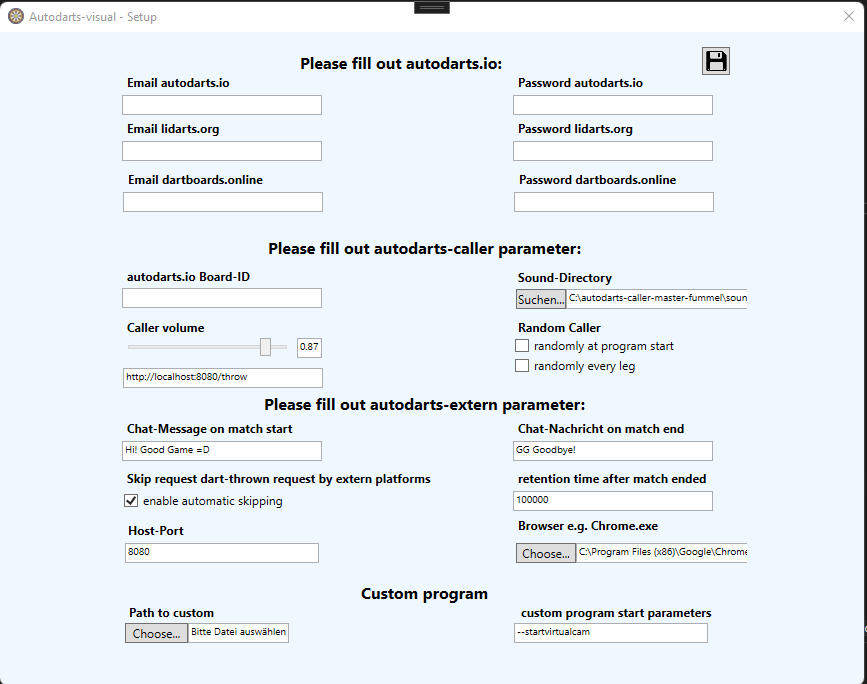 Autodarts-visual - Setup
Please fill out autodarts.io:
Email autodarts.io
Password autodarts.io
Email lidarts.org
Password lidarts.org
Email dartboards.online
Password dartboards.online
Please fill out autodarts-caller parameter:
autodarts.io Board-ID
Sound-Directory
Suchen... C:\autodarts-caller-master-fummel\soun
Caller volume
Random Caller
0.87
randomly at program start
randomly every leg
http://localhost:8080/throw
Please fill out autodarts-extern parameter:
Chat-Message on match start
Chat-Nachricht on match end
Hi! Good Game =D
GG Goodbye!
Skip request dart-thrown request by extern platforms
retention time after match ended
enable automatic skipping
100000
Host-Port
Browser e.g. Chrome.exe
8080
Choose... C:\Program Files (x86)\Google\Chrome
Custom program
Path to custom
custom program start parameters
Choose... Bitte Datei auswählen
--startvirtualcam